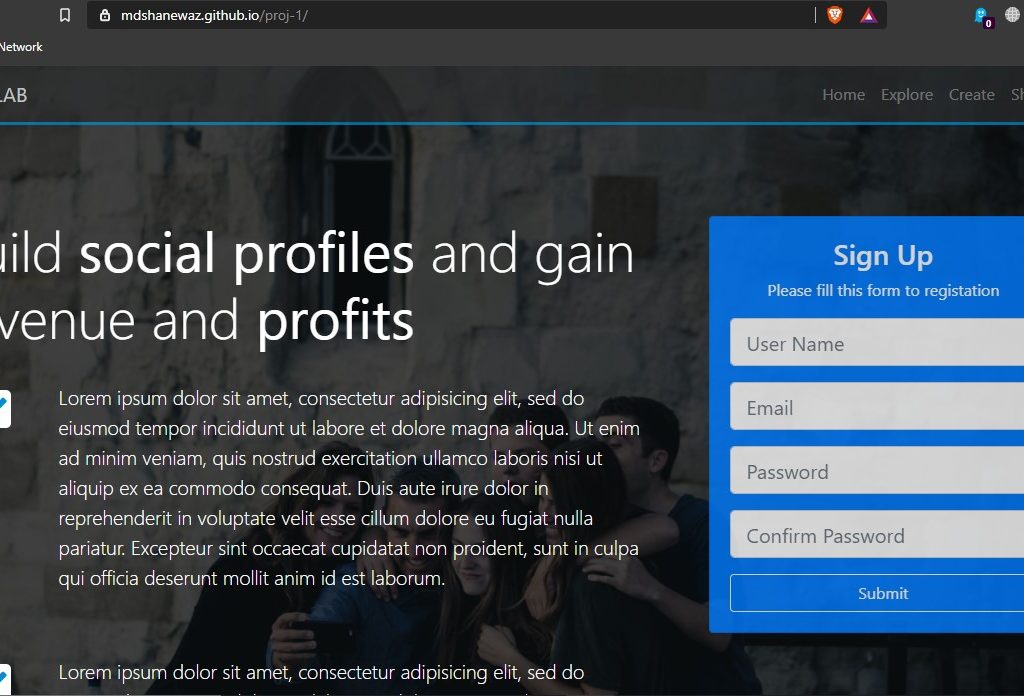 mdshanewaz.github.io/proj-1/
0
Network
LAB
Home Explore Create Sh
uild social profiles and gain
venue and profits
Lorem ipsum dolor sit amet, consectetur adipisicing elit, sed do
eiusmod tempor incididunt ut labore et dolore magna aliqua. Ut enim
ad minim veniam, quis nostrud exercitation ullamco laboris nisi ut
aliquip ex ea commodo consequat. Duis aute irure dolor in
reprehenderit in voluptate velit esse cillum dolore eu fugiat nulla
pariatur. Excepteur sint occaecat cupidatat non proident, sunt in culpa
qui officia deserunt mollit anim id est laborum.
Lorem ipsum dolor sit amet, consectetur adipisicing elit, sed do
Sign Up
Please fill this form to registation
User Name
Email
Password
Confirm Password
Submit